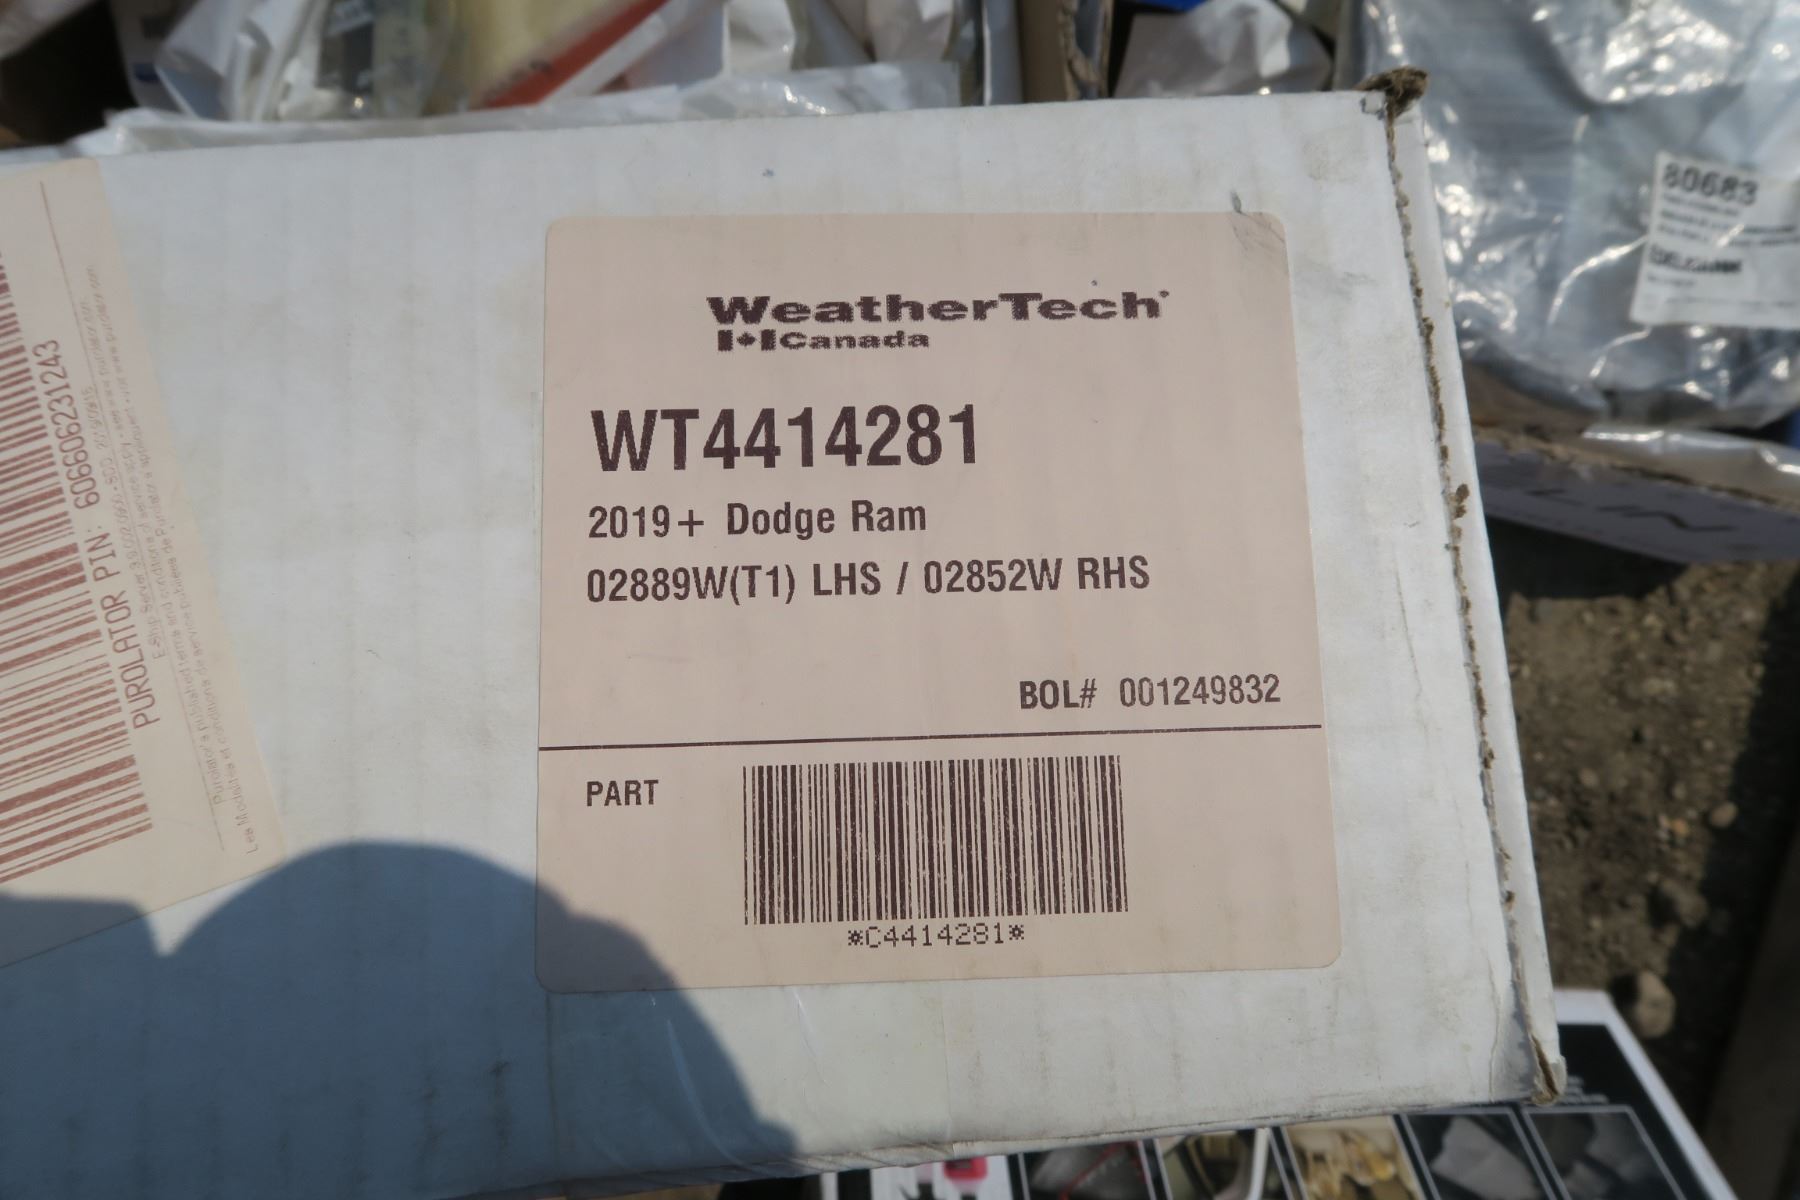 WeatherTech
Canada
WT4414281
2019+ Dodge Ram
02889W(T1) LHS / 02852W RHS
BOL# 001249832
PART
*C4414281*
PUROLATOR PIN: 606606231243
80683